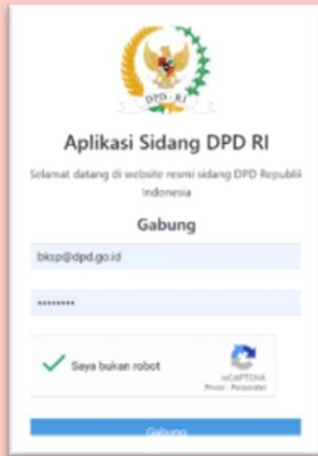 DPD - RI
Aplikasi Sidang DPD RI
Selamat datang di website resmi sidang DPD Republik
Indonesia
Gabung
bksp@dpd.go.id
********
Saya bukan robot
reCAPTCHA
Privasi - Persyaratan
Gabung